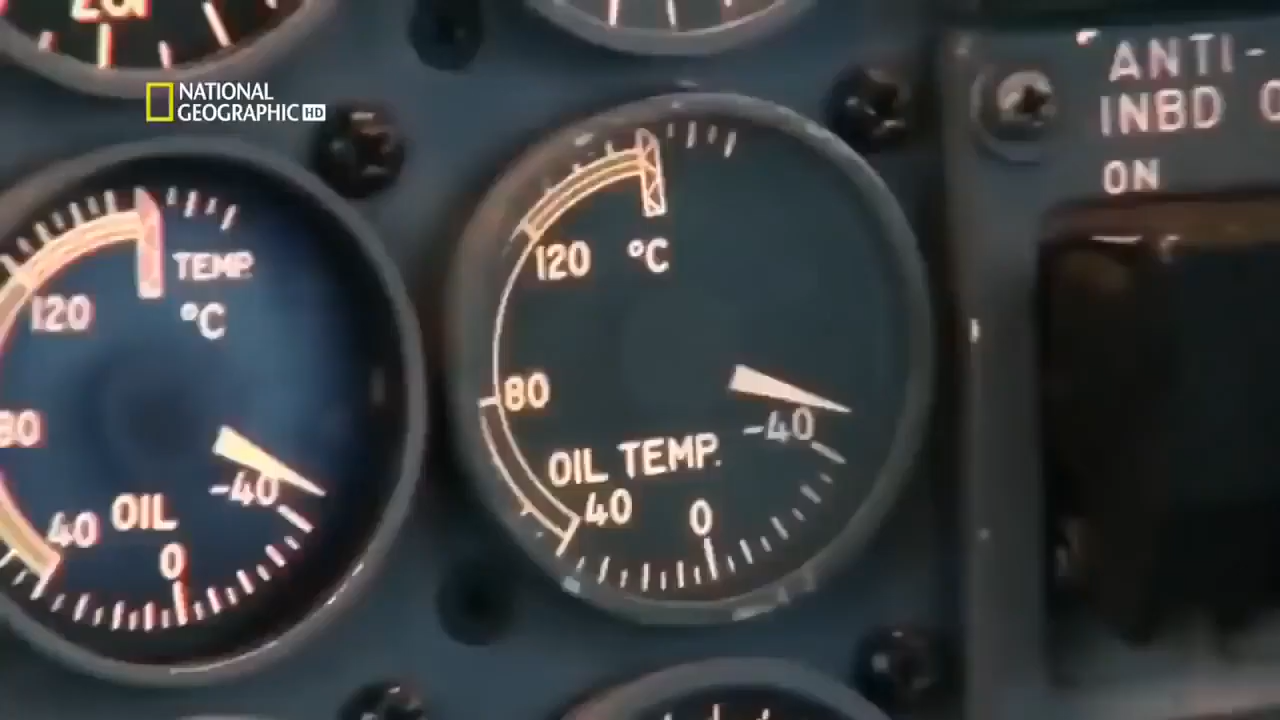 NATIONAL
GEOGRAPHIC HD
ANTI-
INBD
ON
TEMP.
°C
120
80
40
OIL
0
-40
120 °C
80
-40
OIL TEMP.
40
0